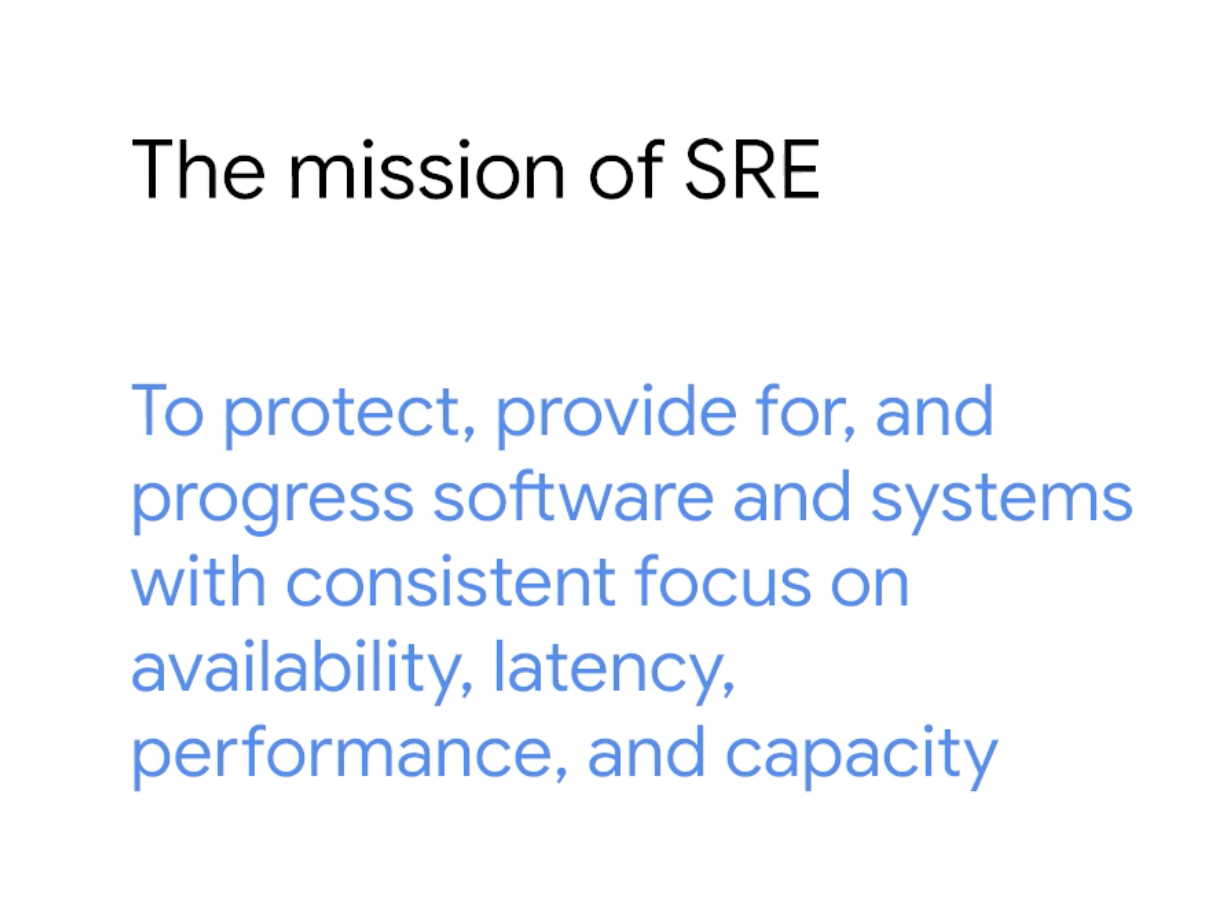 The mission of SRE
To protect, provide for, and
progress software and systems
with consistent focus on
availability, latency,
performance, and capacity